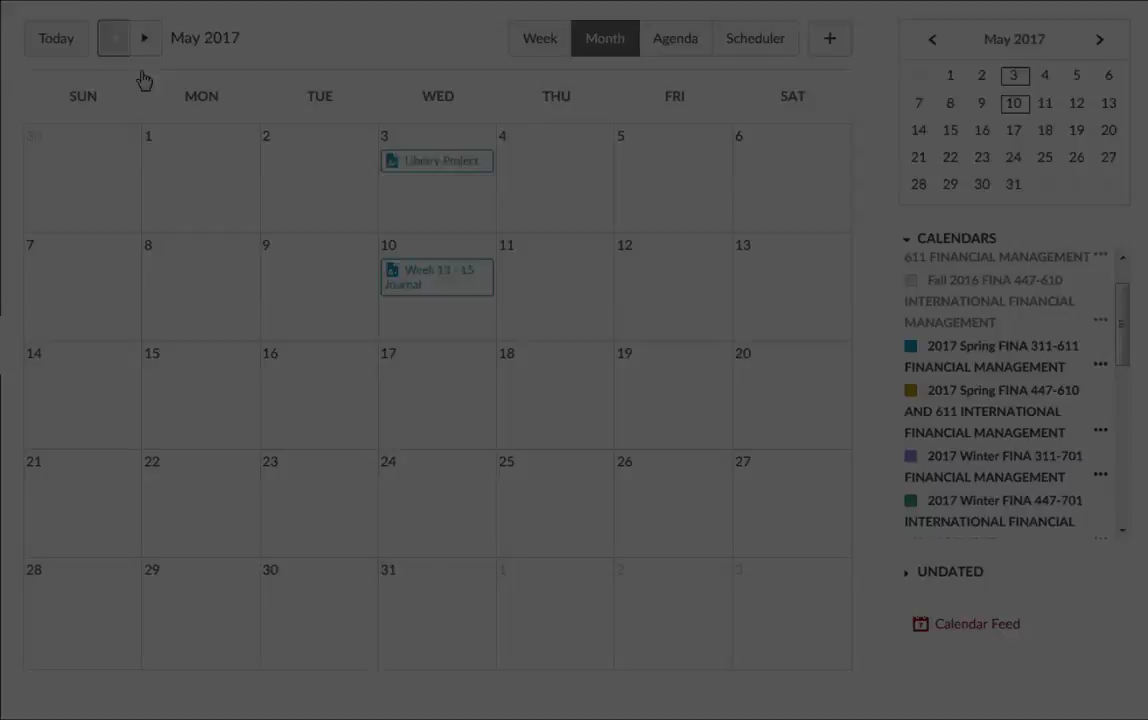 Today May 2017 Week Month Agenda Scheduler +
SUN MON TUE WED THU FRI SAT
30 1 2 3 4 5 6
Library Project
7 8 9 10 11 12 13
Week 13 - 15
Journal
14 15 16 17 18 19 20
21 22 23 24 25 26 27
28 29 30 31 1 2 3
May 2017
1 2 3 4 5 6
7 8 9 10 11 12 13
14 15 16 17 18 19 20
21 22 23 24 25 26 27
28 29 30 31
CALENDARS
611 FINANCIAL MANAGEMENT
Fall 2016 FINA 447-610
INTERNATIONAL FINANCIAL
MANAGEMENT
2017 Spring FINA 311-611
FINANCIAL MANAGEMENT
2017 Spring FINA 447-610
AND 611 INTERNATIONAL
FINANCIAL MANAGEMENT
2017 Winter FINA 311-701
FINANCIAL MANAGEMENT
2017 Winter FINA 447-701
INTERNATIONAL FINANCIAL
UNDATED
Calendar Feed